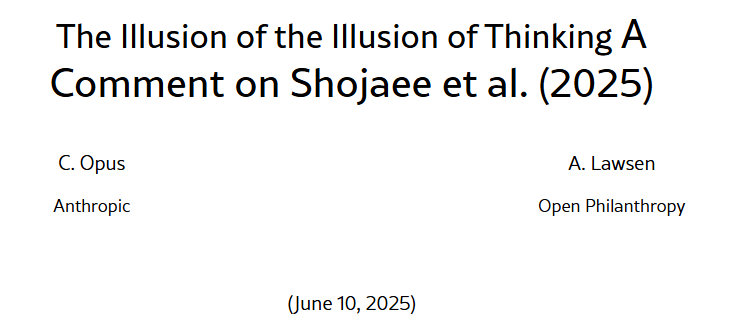 The Illusion of the Illusion of Thinking A
Comment on Shojaee et al. (2025)
C. Opus
A. Lawsen
Anthropic
Open Philanthropy
(June 10, 2025)